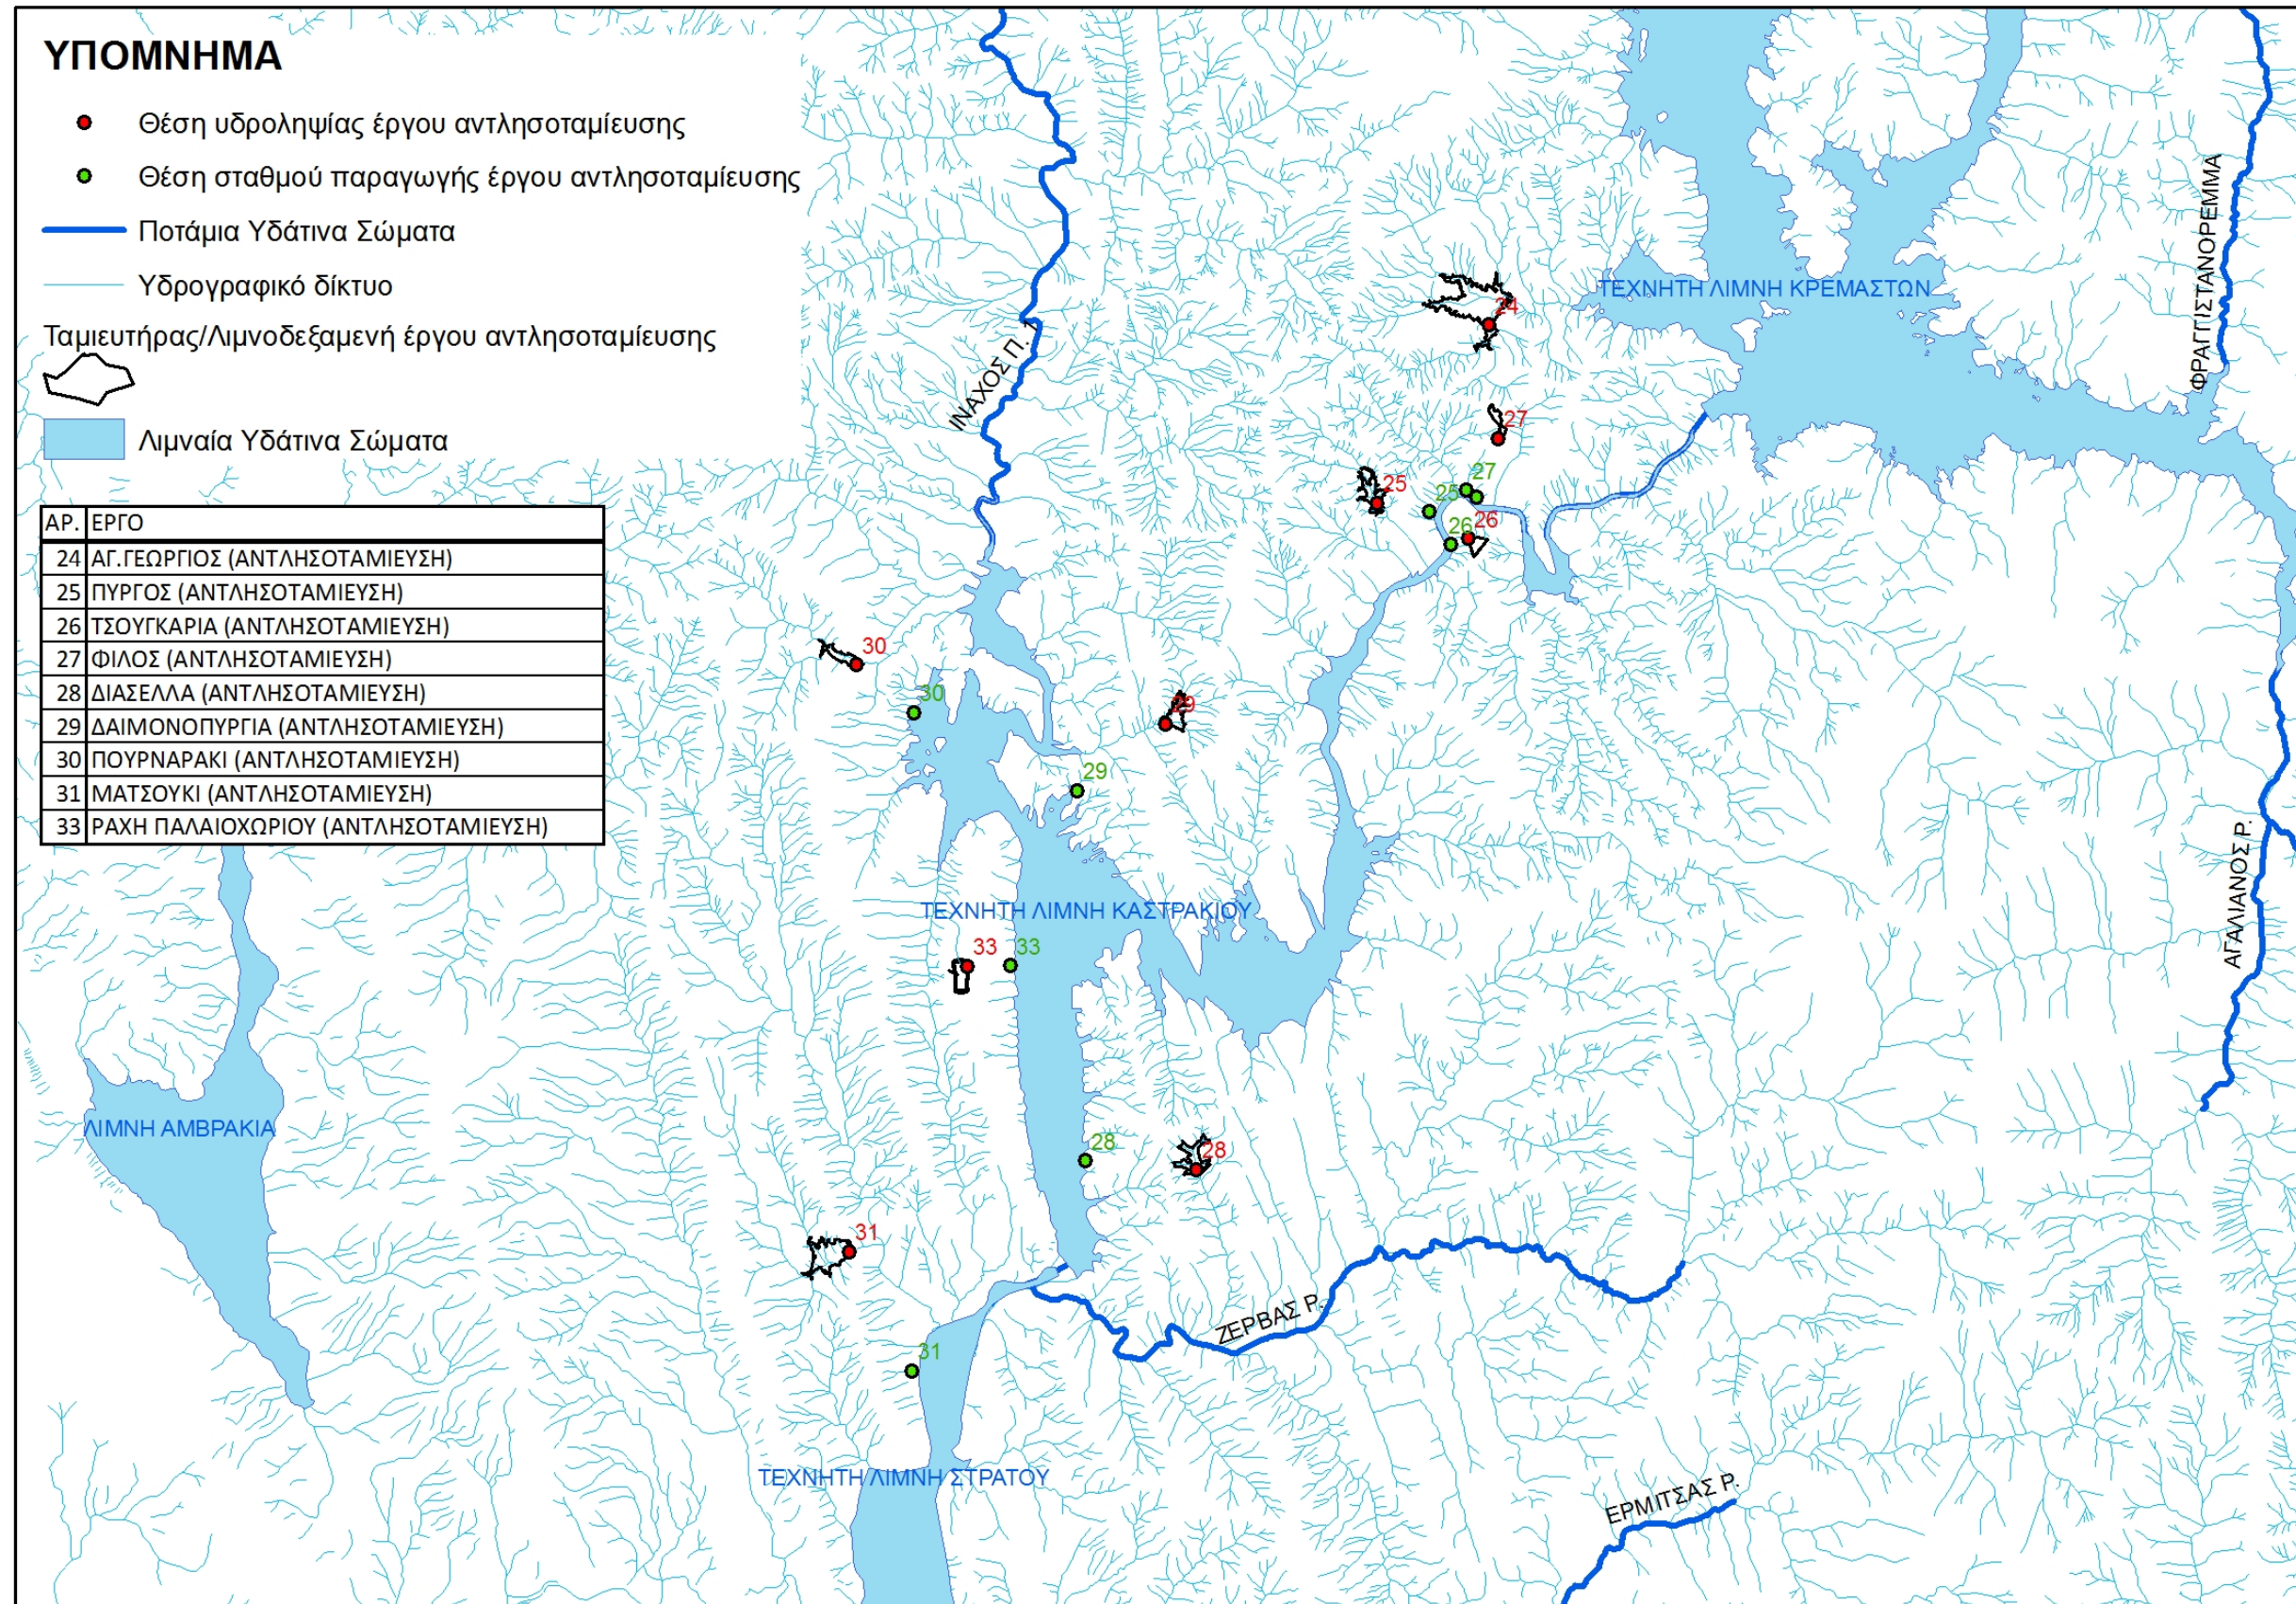 ΥΠΟΜΝΗΜΑ
Θέση υδροληψίας έργου αντλησοταμίευσης
Θέση σταθμού παραγωγής έργου αντλησοταμίευσης
Ποτάμια Υδάτινα Σώματα
Υδρογραφικό δίκτυο
Ταμιευτήρας/Λιμνοδεξαμενή έργου αντλησοταμίευσης
Λιμναία Υδάτινα Σώματα
ΑΡ. ΕΡΓΟ
24 ΑΓ.ΓΕΩΡΓΙΟΣ (ΑΝΤΛΗΣΟΤΑΜΙΕΥΣΗ)
25 ΠΥΡΓΟΣ (ΑΝΤΛΗΣΟΤΑΜΙΕΥΣΗ)
26 ΤΣΟΥΓΚΑΡΙΑ (ΑΝΤΛΗΣΟΤΑΜΙΕΥΣΗ)
27 ΦΙΛΟΣ (ΑΝΤΛΗΣΟΤΑΜΙΕΥΣΗ)
28 ΔΙΑΣΕΛΛΑ (ΑΝΤΛΗΣΟΤΑΜΙΕΥΣΗ)
29 ΔΑΙΜΟΝΟΠΥΡΓΙΑ (ΑΝΤΛΗΣΟΤΑΜΙΕΥΣΗ)
30 ΠΟΥΡΝΑΡΑΚΙ (ΑΝΤΛΗΣΟΤΑΜΙΕΥΣΗ)
31 ΜΑΤΣΟΥΚΙ (ΑΝΤΛΗΣΟΤΑΜΙΕΥΣΗ)
33 ΡΑΧΗ ΠΑΛΑΙΟΧΩΡΙΟΥ (ΑΝΤΛΗΣΟΤΑΜΙΕΥΣΗ)
ΙΝΑΧΟΣ Π. 1
ΤΕΧΝΗΤΗ ΛΙΜΝΗ ΚΡΕΜΑΣΤΩΝ
ΦΡΑΓΓΙΣΤΑΝΟΡΕΜΜΑ
24
27
27
25
25
26
26
30
30
29
29
ΤΕΧΝΗΤΗ ΛΙΜΝΗ ΚΑΣΤΡΑΚΙΟΥ
ΑΓΑΛΙΑΝΟΣ Ρ.
33
33
ΛΙΜΝΗ ΑΜΒΡΑΚΙΑ
28
28
31
ΖΕΡΒΑΣ Ρ.
31
ΤΕΧΝΗΤΗ ΛΙΜΝΗ ΣΤΡΑΤΟΥ
ΕΡΜΙΤΣΑΣ Ρ.